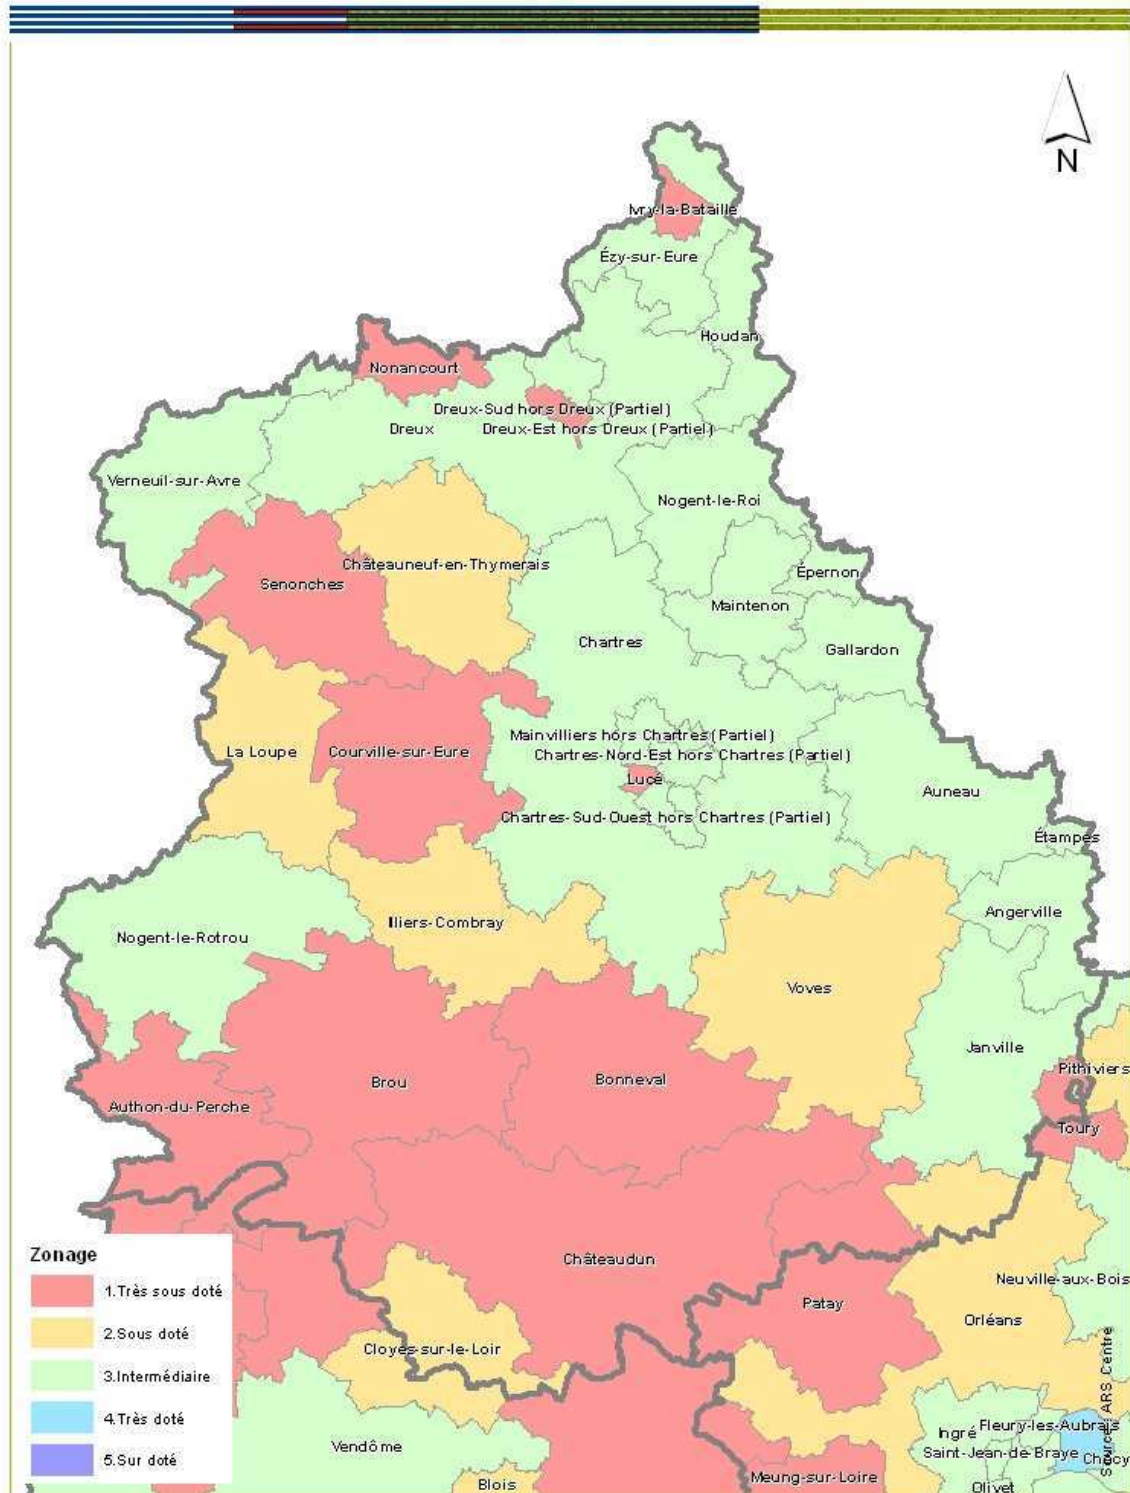 N
Ivry-la-Bataille
Ézy-sur-Eure
Houdan
Nonancourt
Dreux-Sud hors Dreux (Partiel)
Dreux
Dreux-Est hors Dreux (Partiel)
Verneuil-sur-Avre
Nogent-le-Roi
Châteauneuf-en-Thymerais
Épernon
Senonches
Maintenon
Chartres
Gallardon
Mainvilliers hors Chartres (Partiel)
La Loupe
Courville-sur-Eure
Chartres-Nord-Est hors Chartres (Partiel)
Lucé
Auneau
Chartres-Sud-Ouest hors Chartres (Partiel)
Étampes
Angerville
Illiers-Combray
Nogent-le-Rotrou
Voves
Janville
Pithiviers
Brou
Bonneval
Authon-du-Perche
Toury
Zonage
1.Très sous doté
2.Sous doté
3.Intermédiaire
4.Très doté
5.Sur doté
Châteaudun
Neuville-aux-Bois
Patay
Orléans
Cloyes-sur-le-Loir
Fleury-les-Aubrais
Ingré
Vendôme
Saint-Jean-de-Braye
Meung-sur-Loire
Blois
Olivet